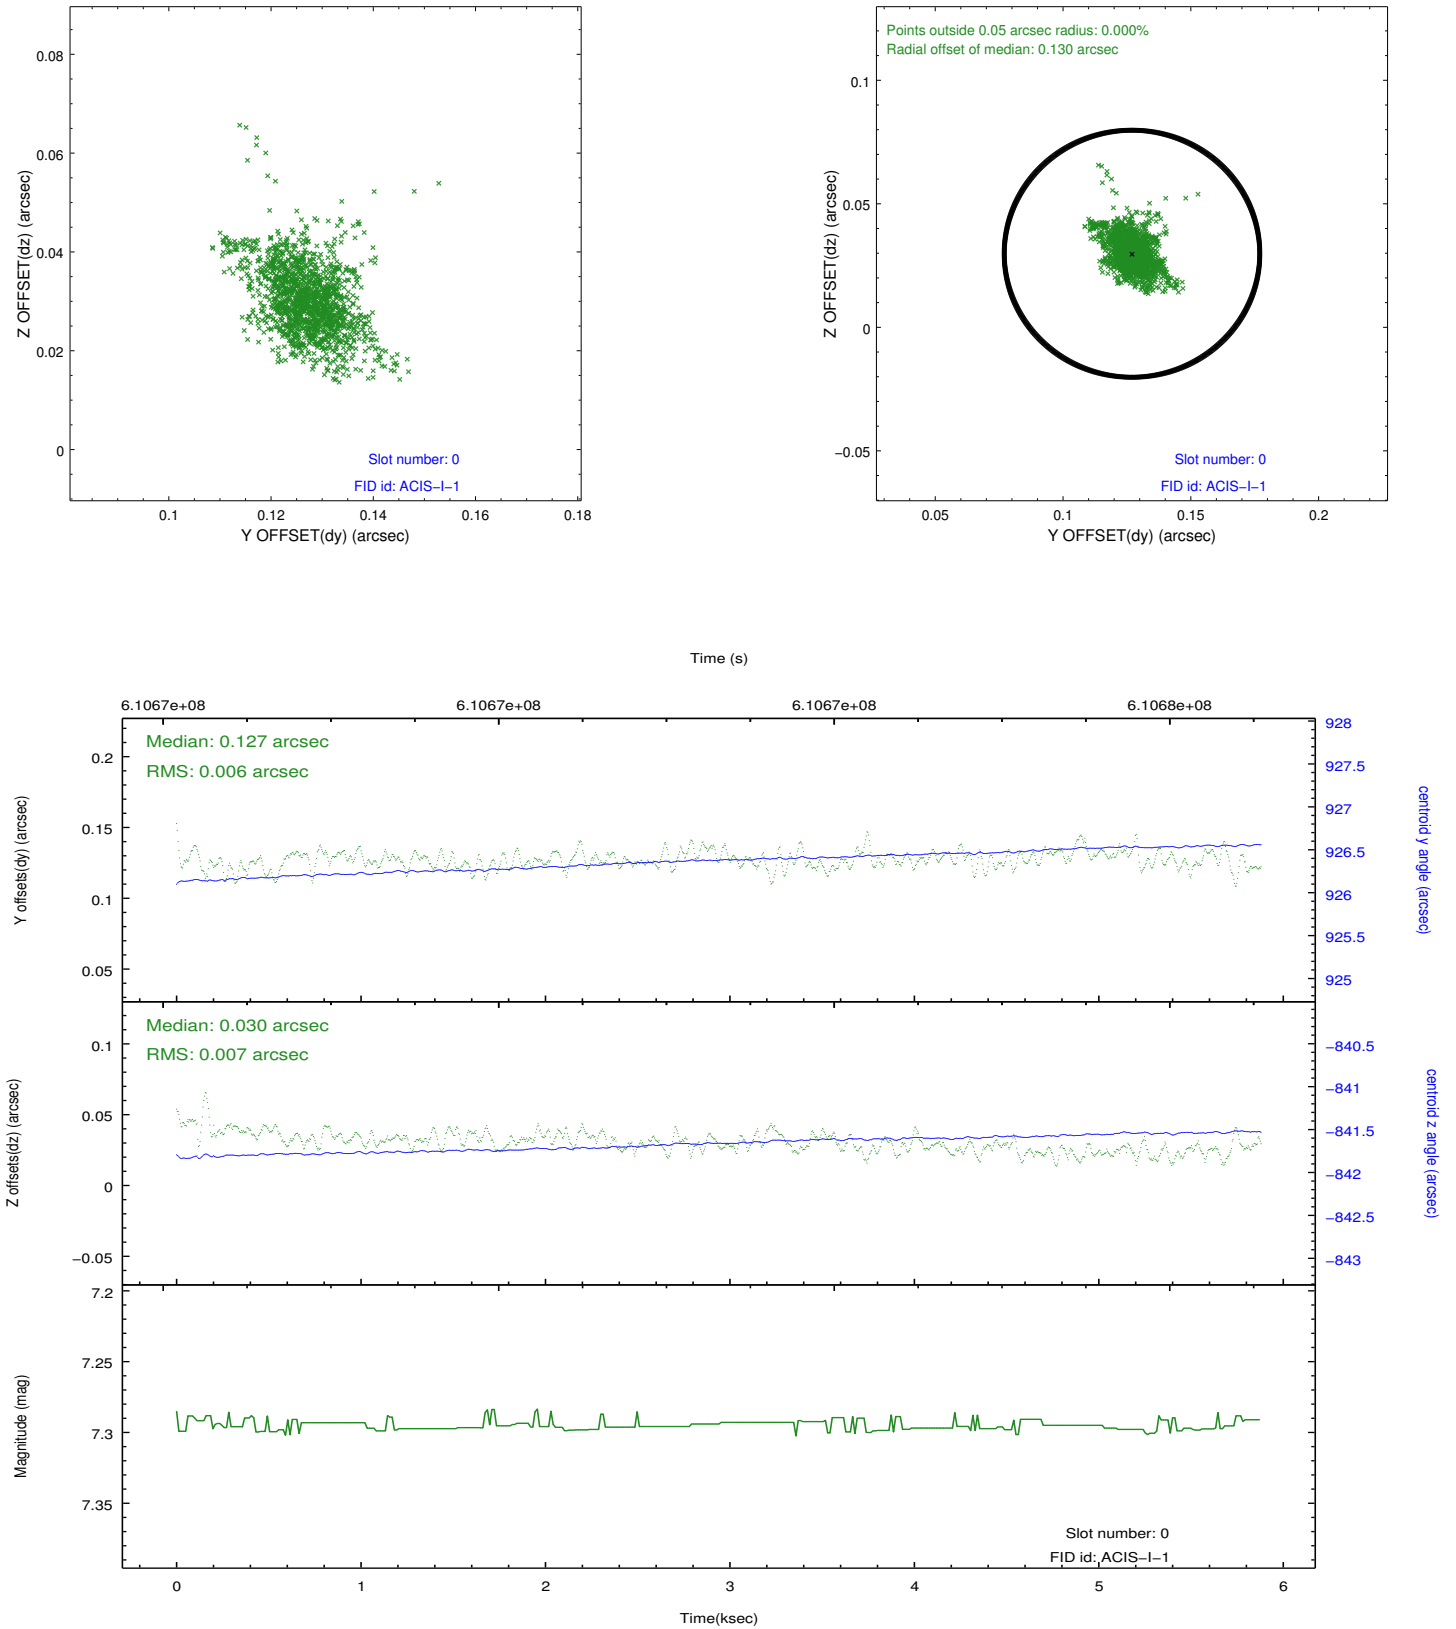 0.08
0.06
0.04
0.02
0
Z OFFSET(dz) (arcsec)
Slot number: 0
FID id: ACIS−I−1
0.1 0.12 0.14 0.16 0.18
Y OFFSET(dy) (arcsec)
Points outside 0.05 arcsec radius: 0.000%
Radial offset of median: 0.130 arcsec
0.1
0.05
0
−0.05
Z OFFSET(dz) (arcsec)
Slot number: 0
FID id: ACIS−I−1
0.05 0.1 0.15 0.2
Y OFFSET(dy) (arcsec)
Time (s)
6.1067e+08 6.1067e+08 6.1067e+08 6.1068e+08
Median: 0.127 arcsec
RMS: 0.006 arcsec
0.2
0.15
0.1
0.05
Y offsets(dy) (arcsec)
928
927.5
927
926.5
926
925.5
925
centroid y angle (arcsec)
Median: 0.030 arcsec
RMS: 0.007 arcsec
0.1
0.05
0
−0.05
Z offsets(dz) (arcsec)
−840.5
−841
−841.5
−842
−842.5
−843
centroid z angle (arcsec)
7.2
7.25
7.3
7.35
Magnitude (mag)
Slot number: 0
FID id: ACIS−I−1
0 1 2 3 4 5 6
Time(ksec)